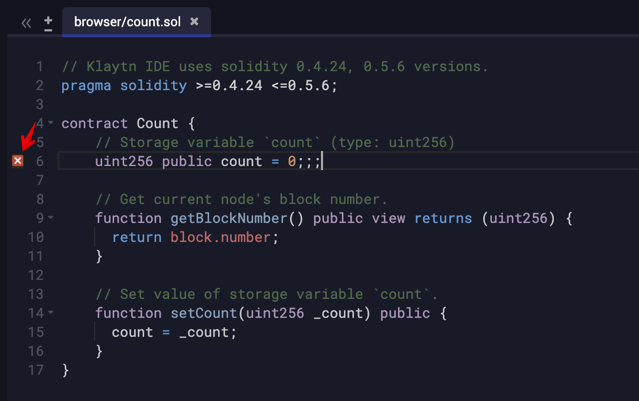 browser/count.sol
1 // Klaytn IDE uses solidity 0.4.24, 0.5.6 versions.
2 pragma solidity >=0.4.24 <=0.5.6;
3
4 contract Count {
5 // Storage variable `count` (type: uint256)
6 uint256 public count = 0;;;
7
8 // Get current node's block number.
9 function getBlockNumber() public view returns (uint256) {
10 return block.number;
11 }
12
13 // Set value of storage variable `count`.
14 function setCount(uint256 _count) public {
15 count = _count;
16 }
17 }